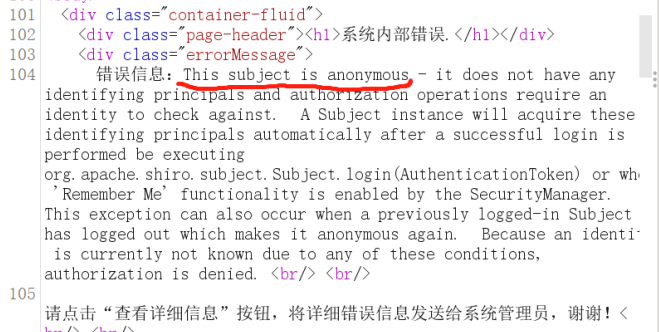 101 <div class="container-fluid">
102 <div class="page-header"><h1>系统内部错误.</h1></div>
103 <div class="errorMessage">
104 错误信息：This subject is anonymous - it does not have any
identifying principals and authorization operations require an
identity to check against.  A Subject instance will acquire these
identifying principals automatically after a successful login is
performed be executing
org.apache.shiro.subject.Subject.login(AuthenticationToken) or
'Remember Me' functionality is enabled by the SecurityManager.
This exception can also occur when a previously logged-in Subject
has logged out which makes it anonymous again.  Because an
is currently not known due to any of these conditions,
authorization is denied. <br/> <br/>
105
请点击“查看详细信息”按钮，将详细错误信息发送给系统管理员，谢谢！<